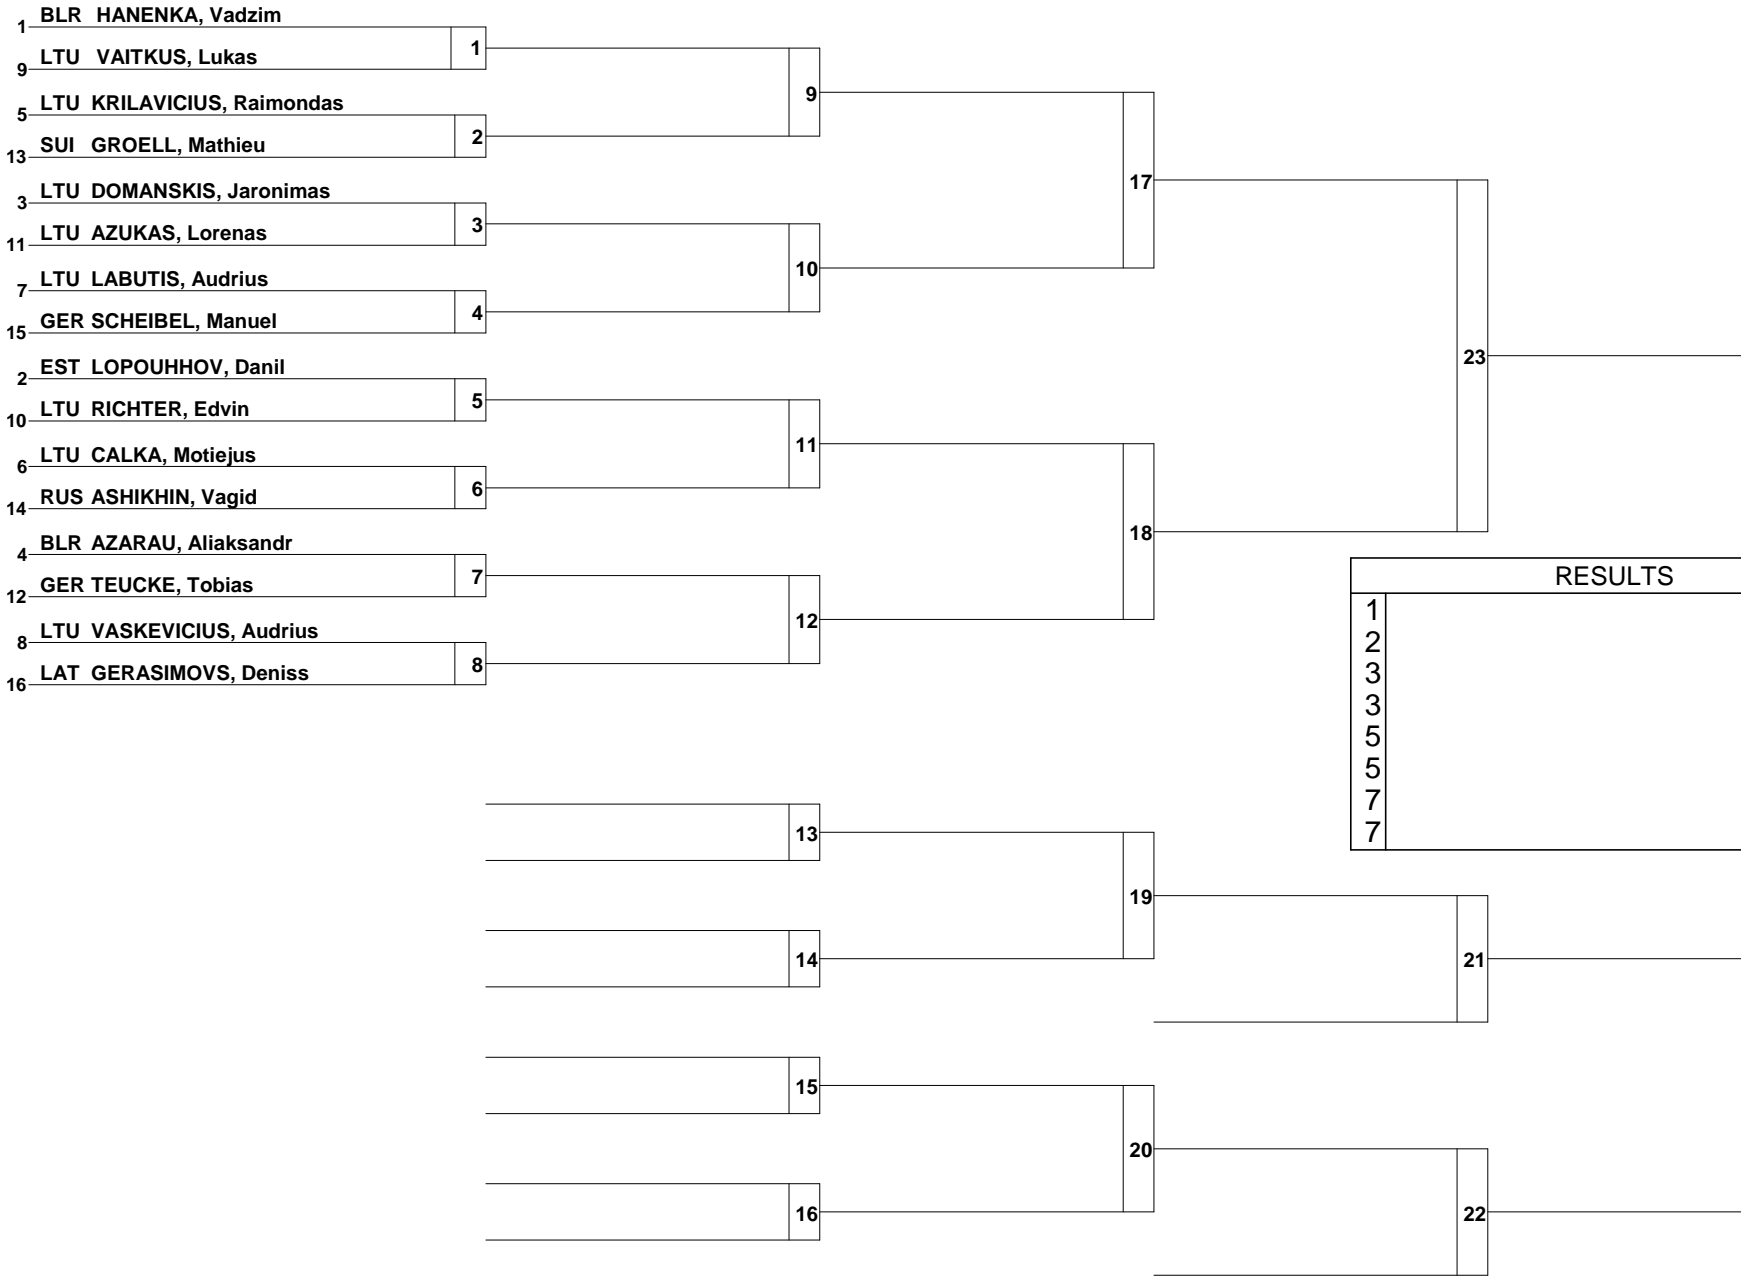 BLR HANENKA, Vadzim
1
LTU VAITKUS, Lukas
9
1
LTU KRILAVICIUS, Raimondas
5
SUI GROELL, Mathieu
13
2
9
LTU DOMANSKIS, Jaronimas
3
LTU AZUKAS, Lorenas
11
3
LTU LABUTIS, Audrius
7
GER SCHEIBEL, Manuel
15
4
10
17
EST LOPOUHHOV, Danil
2
LTU RICHTER, Edvin
10
5
LTU CALKA, Motiejus
6
RUS ASHIKHIN, Vagid
14
6
11
BLR AZARAU, Aliaksandr
4
GER TEUCKE, Tobias
12
7
LTU VASKEVICIUS, Audrius
8
LAT GERASIMOVS, Deniss
16
8
12
18
23
RESULTS
1
2
3
3
5
5
7
7
13
14
19
21
15
16
20
22